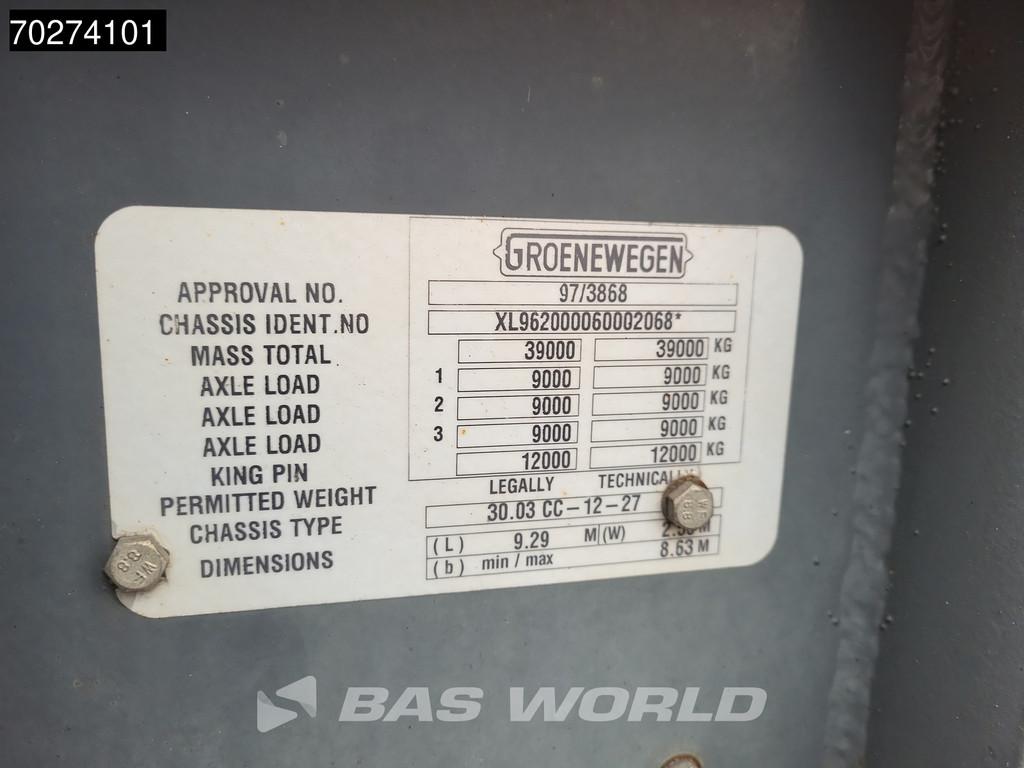 70274101
GROENEWEGEN
APPROVAL NO. 97/3868
CHASSIS IDENT.NO XL962000060002068*
MASS TOTAL 39000 39000 KG
AXLE LOAD 1 9000 9000 KG
AXLE LOAD 2 9000 9000 KG
AXLE LOAD 3 9000 9000 KG
KING PIN 12000 12000 KG
PERMITTED WEIGHT LEGALLY TECHNICALLY
CHASSIS TYPE 30.03 CC-12-27
DIMENSIONS (L) 9.29 M (W) M
(b) min / max 8.63 M
BAS WORLD